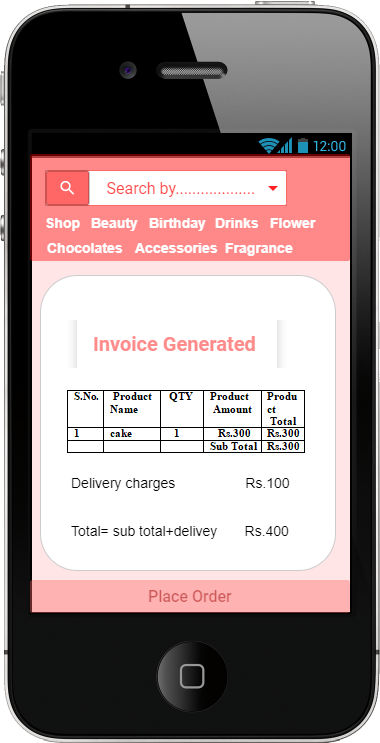 12:00
Search by...................
Shop Beauty Birthday Drinks Flower
Chocolates Accessories Fragrance
Invoice Generated
S.No. Product Name QTY Product Amount Produ ct Total
1 cake 1 Rs.300 Rs.300
Sub Total Rs.300
Delivery charges Rs.100
Total= sub total+delivey Rs.400
Place Order